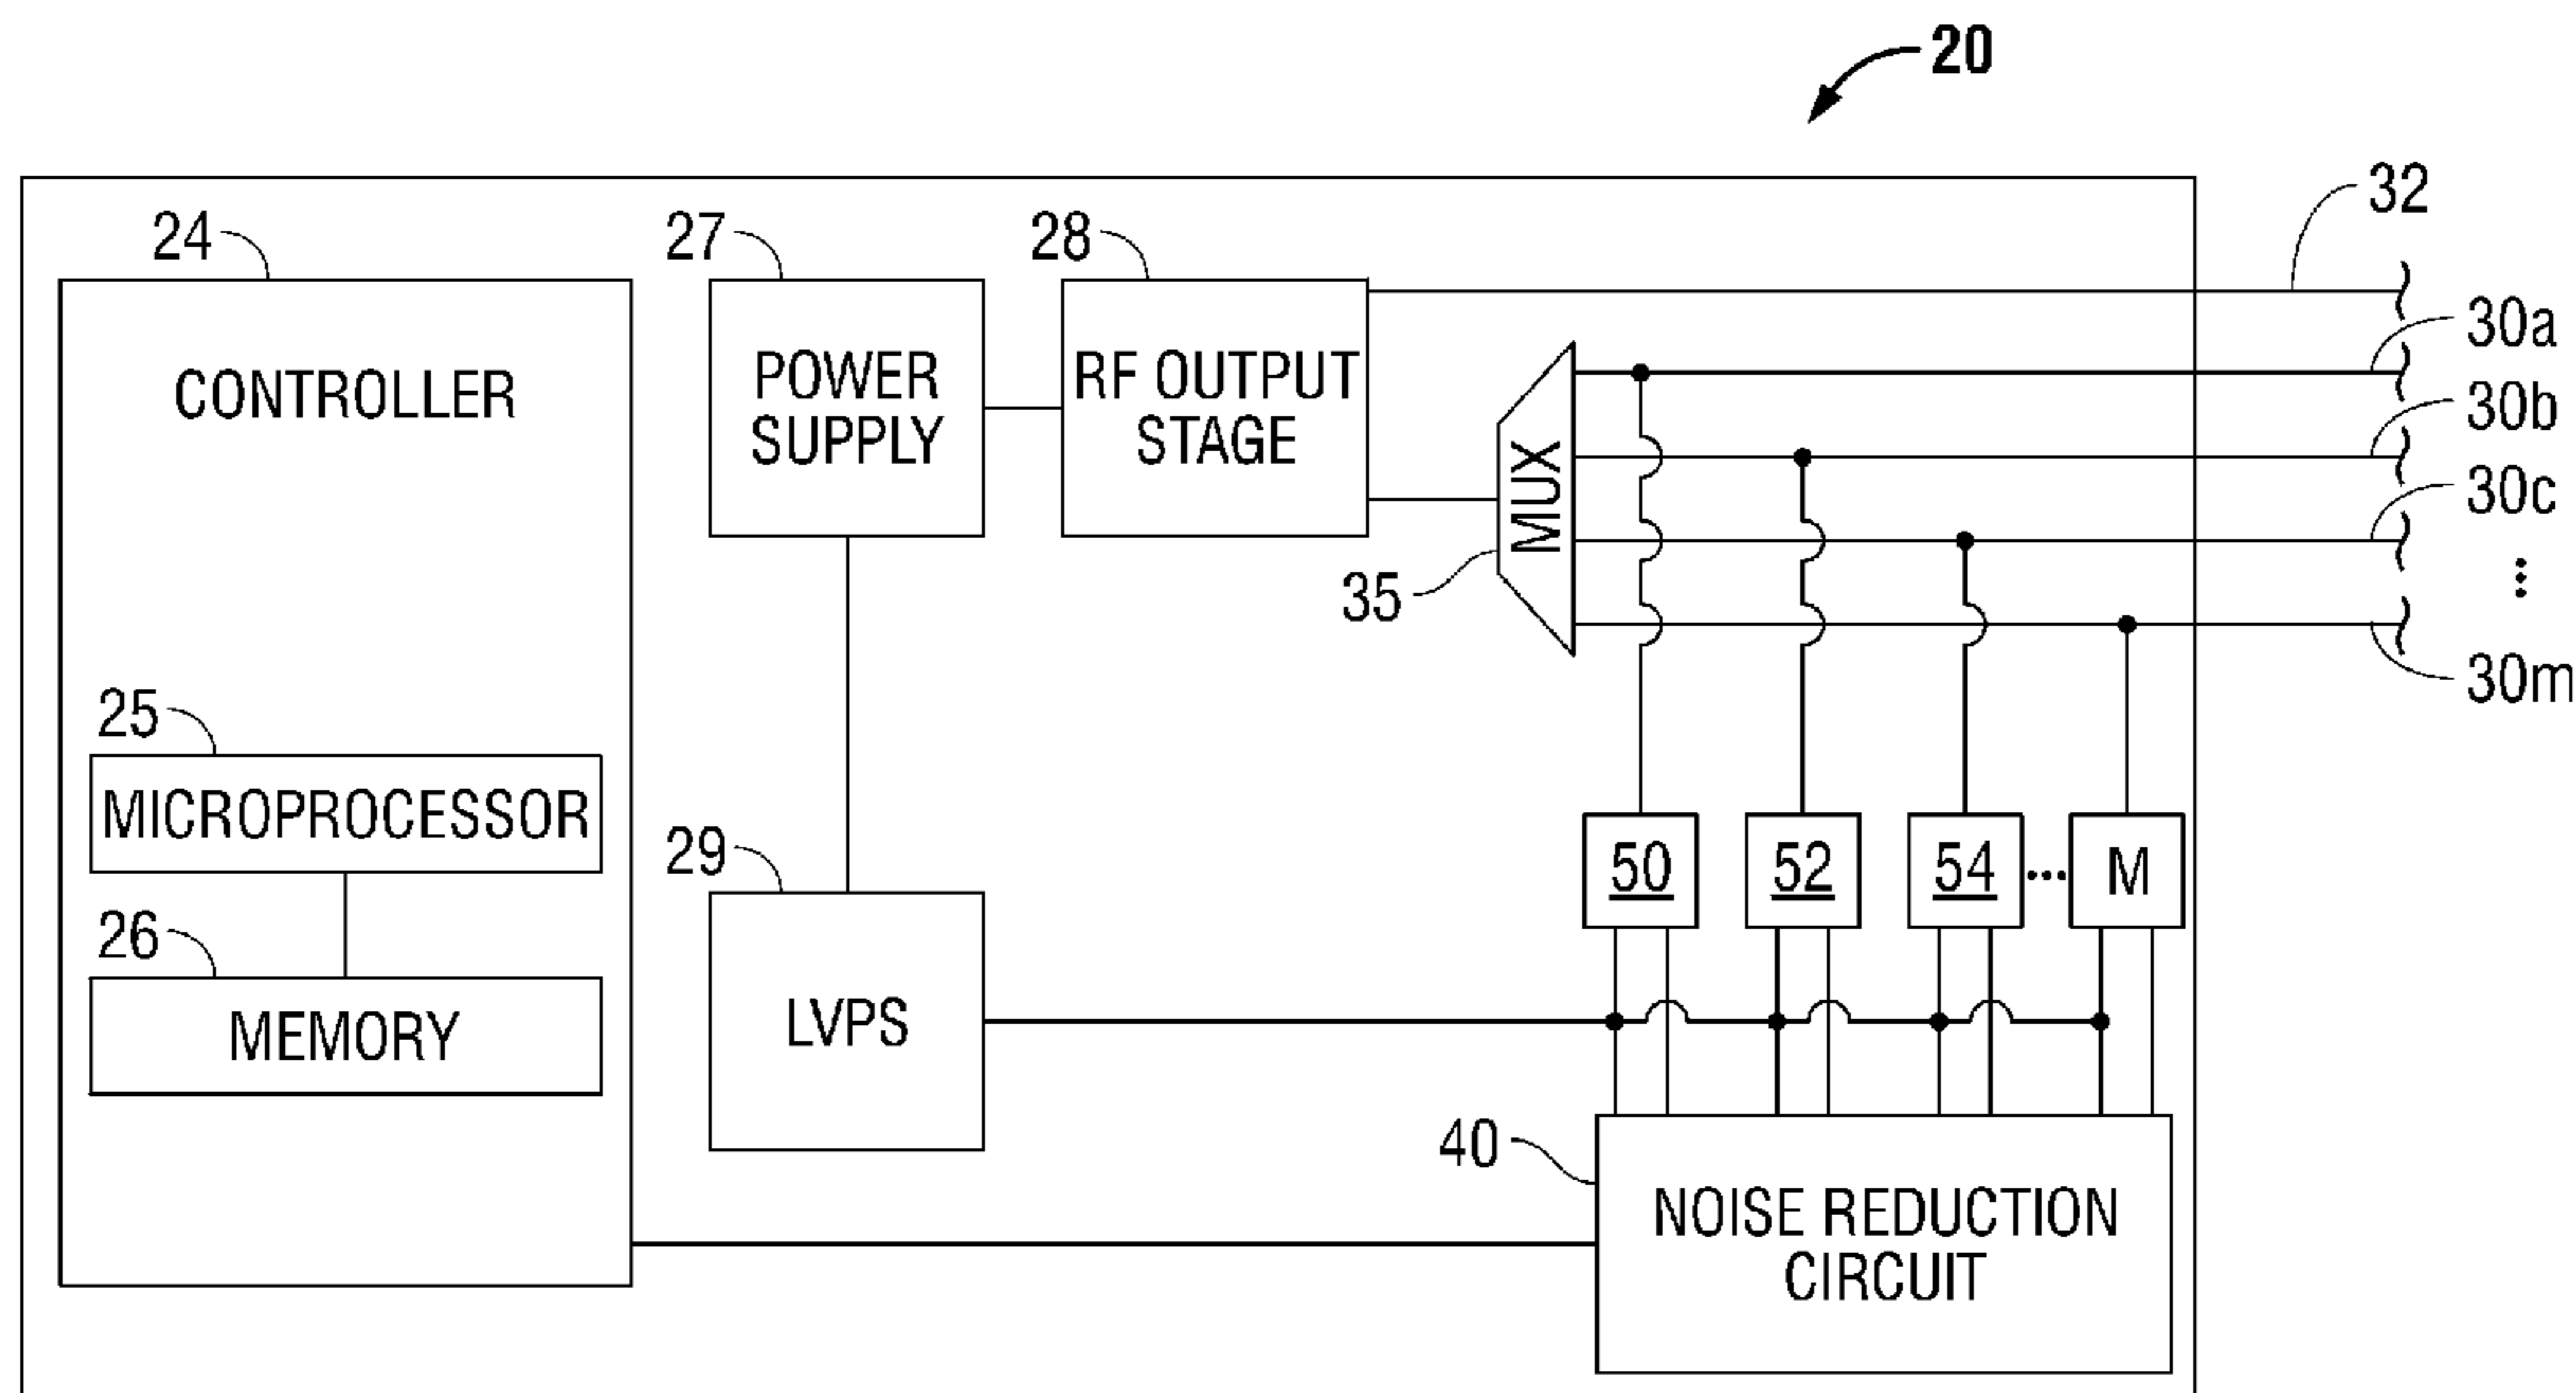 20
32
24
27
28
30a
CONTROLLER
POWER
SUPPLY
RF OUTPUT
STAGE
MUX
30b
30c
35
...
30m
25
MICROPROCESSOR
29
50
52
54
...
M
26
MEMORY
LVPS
40
NOISE REDUCTION
CIRCUIT